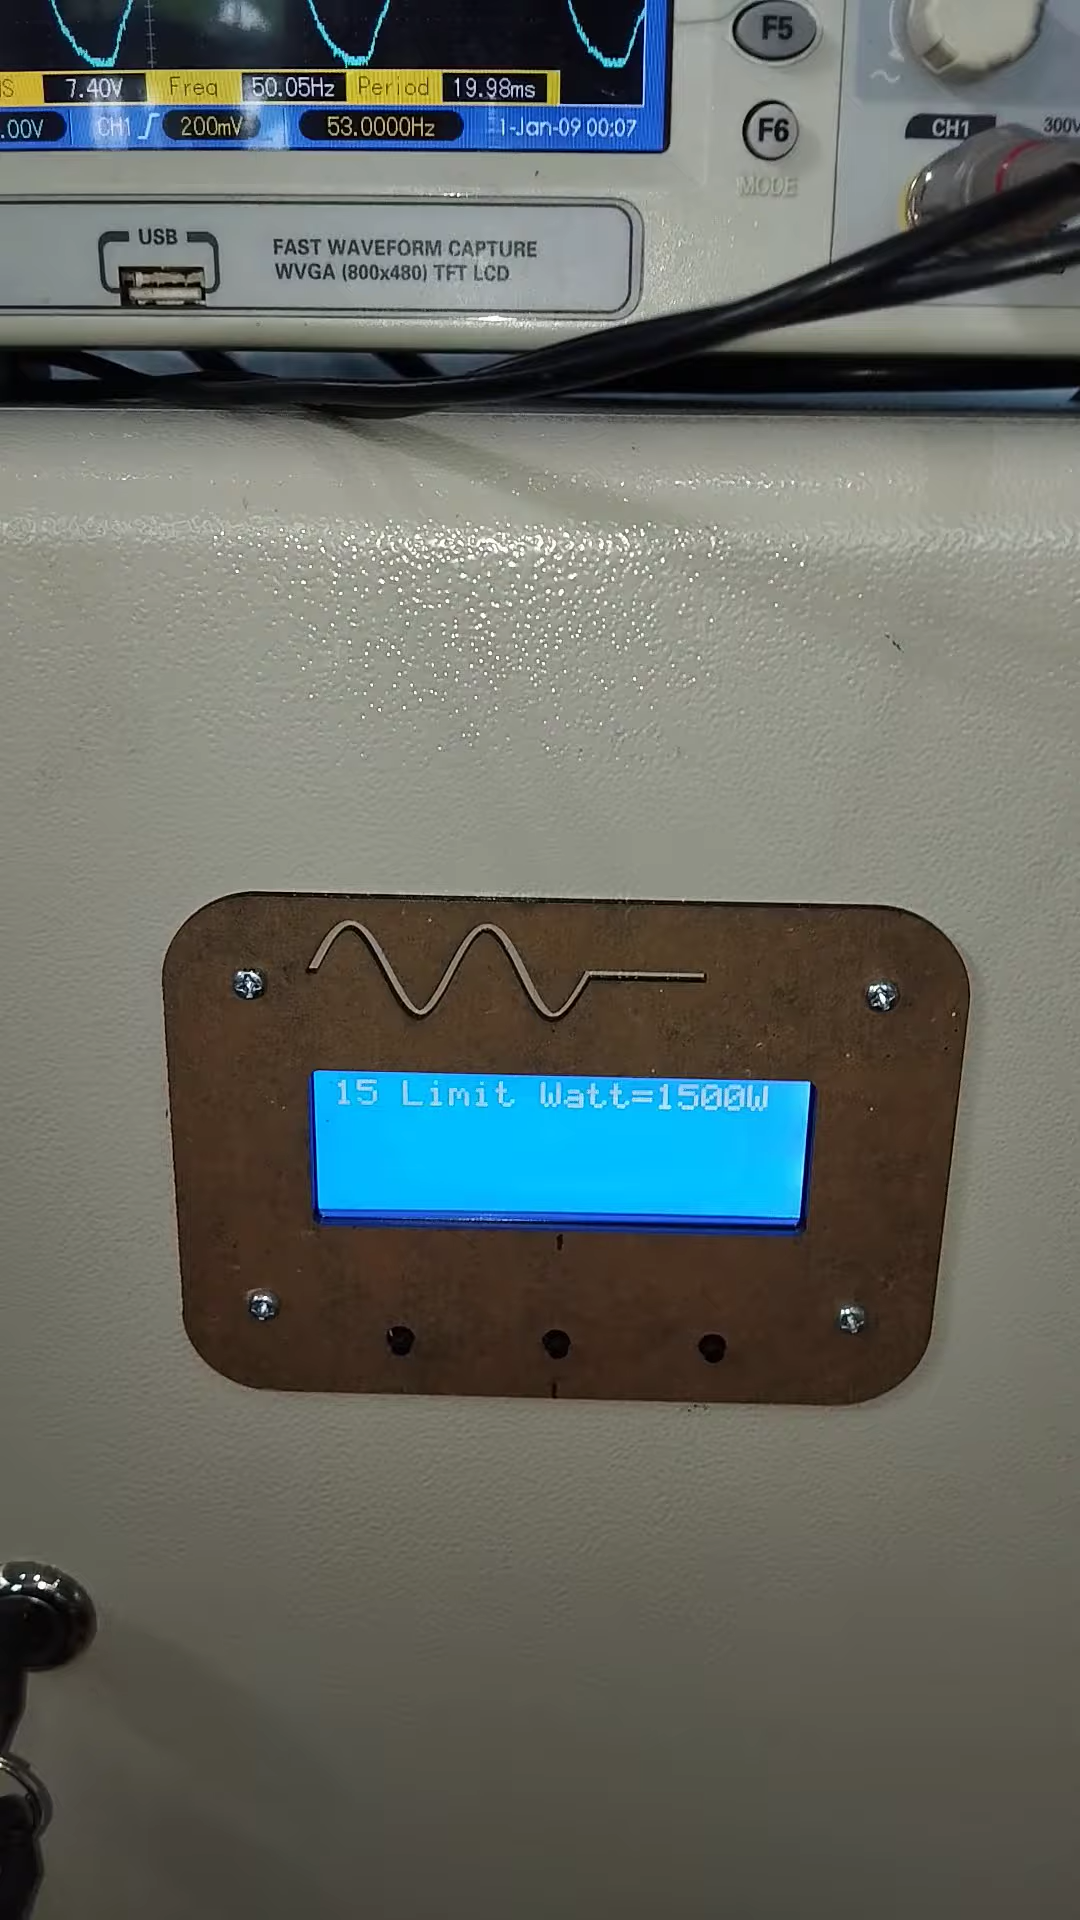 F5
7.40V Freq 50.05Hz Period 19.98ms
.00V CH1 200mV 53.0000Hz 1-Jan-09 00:07
F6
MODE
CH1 300V
USB
FAST WAVEFORM CAPTURE
WVGA (800x480) TFT LCD
15 Limit Watt=1500W